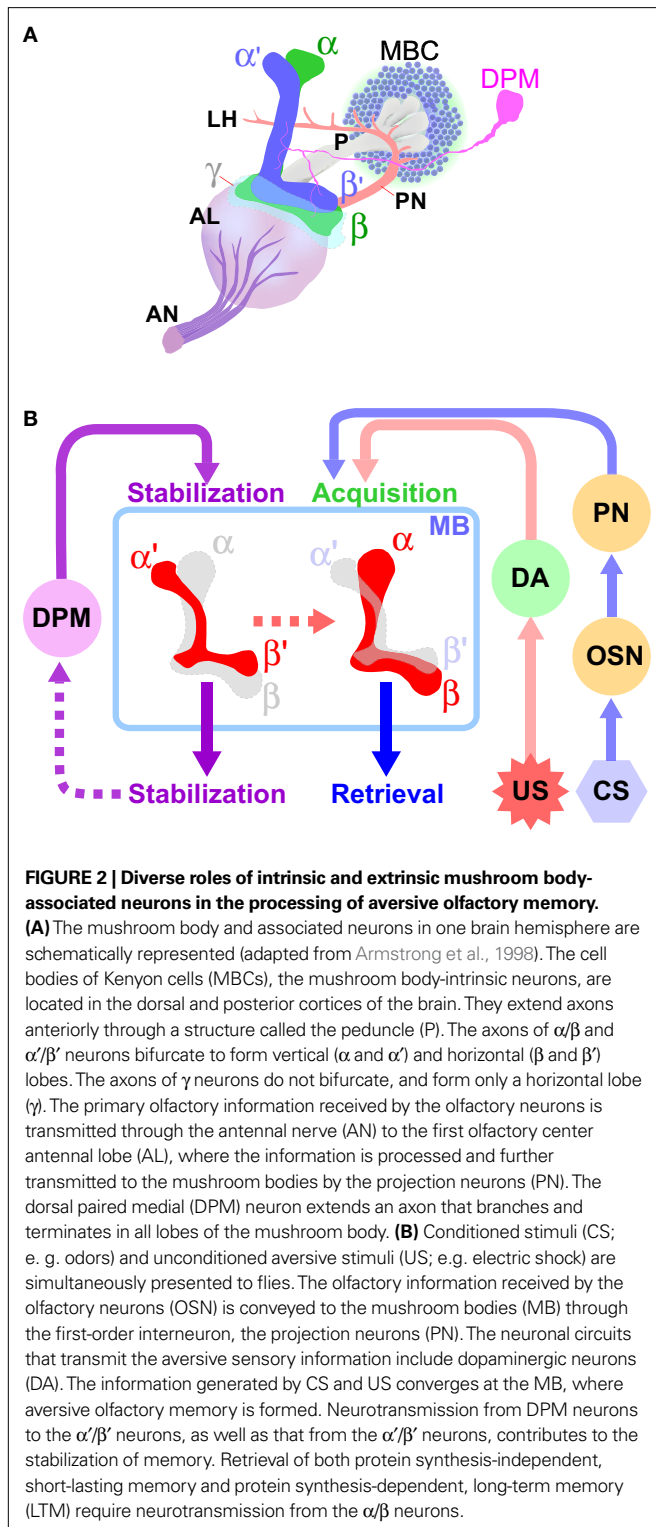 A
α'
α
MBC
DPM
LH
P
γ
β'
AL
PN
β
AN
B
Stabilization
Acquisition
MB
PN
α'
α
α'
α
DA
DPM
OSN
β'
β
β'
β
Stabilization
Retrieval
US
CS
FIGURE 2 | Diverse roles of intrinsic and extrinsic mushroom body-
associated neurons in the processing of aversive olfactory memory.
(A) The mushroom body and associated neurons in one brain hemisphere are
schematically represented (adapted from Armstrong et al., 1998). The cell
bodies of Kenyon cells (MBCs), the mushroom body-intrinsic neurons, are
located in the dorsal and posterior cortices of the brain. They extend axons
anteriorly through a structure called the peduncle (P). The axons of α/β and
α′/β′ neurons bifurcate to form vertical (α and α′) and horizontal (β and β′)
lobes. The axons of γ neurons do not bifurcate, and form only a horizontal lobe
(γ). The primary olfactory information received by the olfactory neurons is
transmitted through the antennal nerve (AN) to the first olfactory center
antennal lobe (AL), where the information is processed and further
transmitted to the mushroom bodies by the projection neurons (PN). The
dorsal paired medial (DPM) neuron extends an axon that branches and
terminates in all lobes of the mushroom body. (B) Conditioned stimuli (CS;
e. g. odors) and unconditioned aversive stimuli (US; e.g. electric shock) are
simultaneously presented to flies. The olfactory information received by the
olfactory neurons (OSN) is conveyed to the mushroom bodies (MB) through
the first-order interneuron, the projection neurons (PN). The neuronal circuits
that transmit the aversive sensory information include dopaminergic neurons
(DA). The information generated by CS and US converges at the MB, where
aversive olfactory memory is formed. Neurotransmission from DPM neurons
to the α′/β′ neurons, as well as that from the α′/β′ neurons, contributes to the
stabilization of memory. Retrieval of both protein synthesis-independent,
short-lasting memory and protein synthesis-dependent, long-term memory
(LTM) require neurotransmission from the α/β neurons.